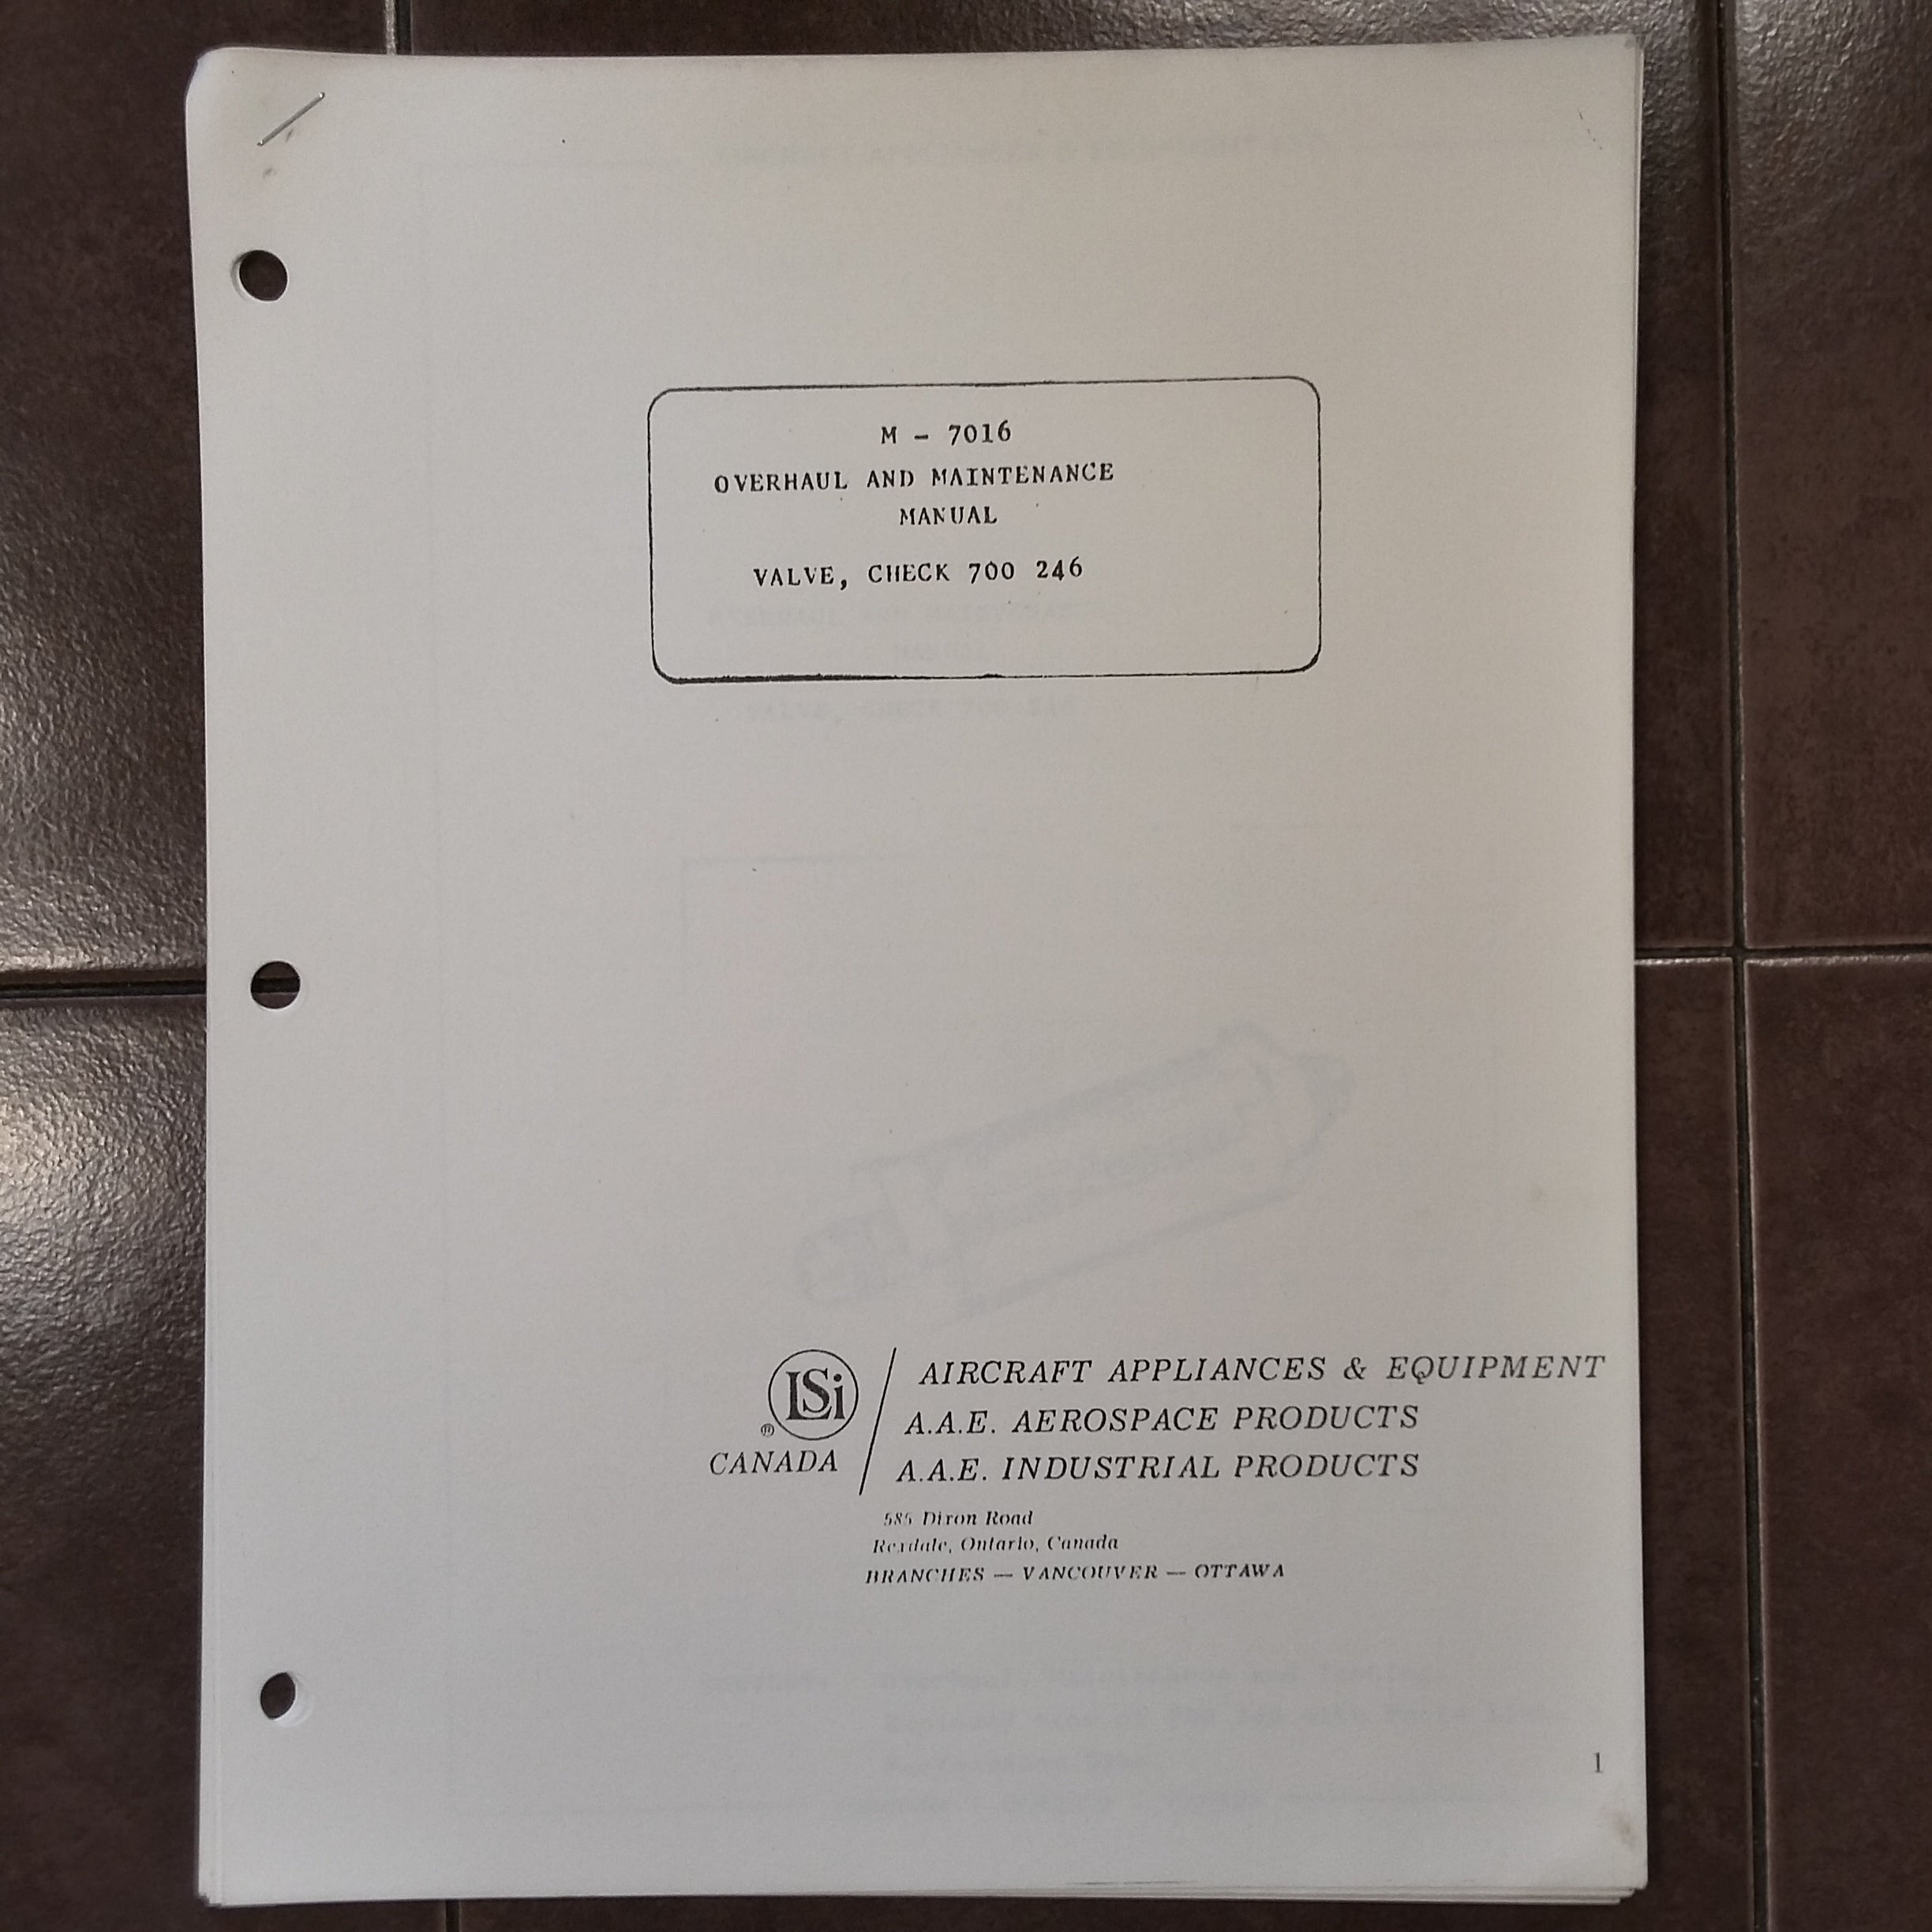 M - 7016
OVERHAUL AND MAINTENANCE
MANUAL
VALVE, CHECK 700 246
LSi
®
CANADA
AIRCRAFT APPLIANCES & EQUIPMENT
A.A.E. AEROSPACE PRODUCTS
A.A.E. INDUSTRIAL PRODUCTS
585 Dixon Road
Rexdale, Ontario, Canada
BRANCHES — VANCOUVER — OTTAWA
1